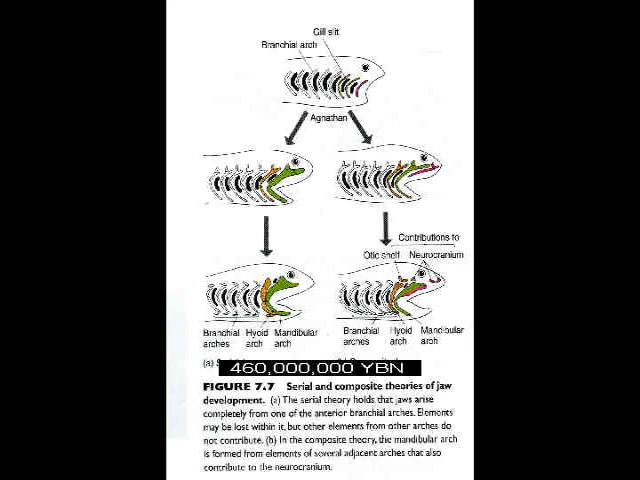 Gill slit
Branchial arch
Agnathan
Contributions to
Otic shelf Neurocranium
Branchial Hyoid Mandibular
arches arch arch
Branchial Hyoid Mandibular
arches arch arch
(a)
460,000,000 YBN
FIGURE 7.7 Serial and composite theories of jaw
development. (a) The serial theory holds that jaws arise
completely from one of the anterior branchial arches. Elements
may be lost within it, but other elements from other arches do
not contribute. (b) In the composite theory, the mandibular arch
is formed from elements of several adjacent arches that also
contribute to the neurocranium.